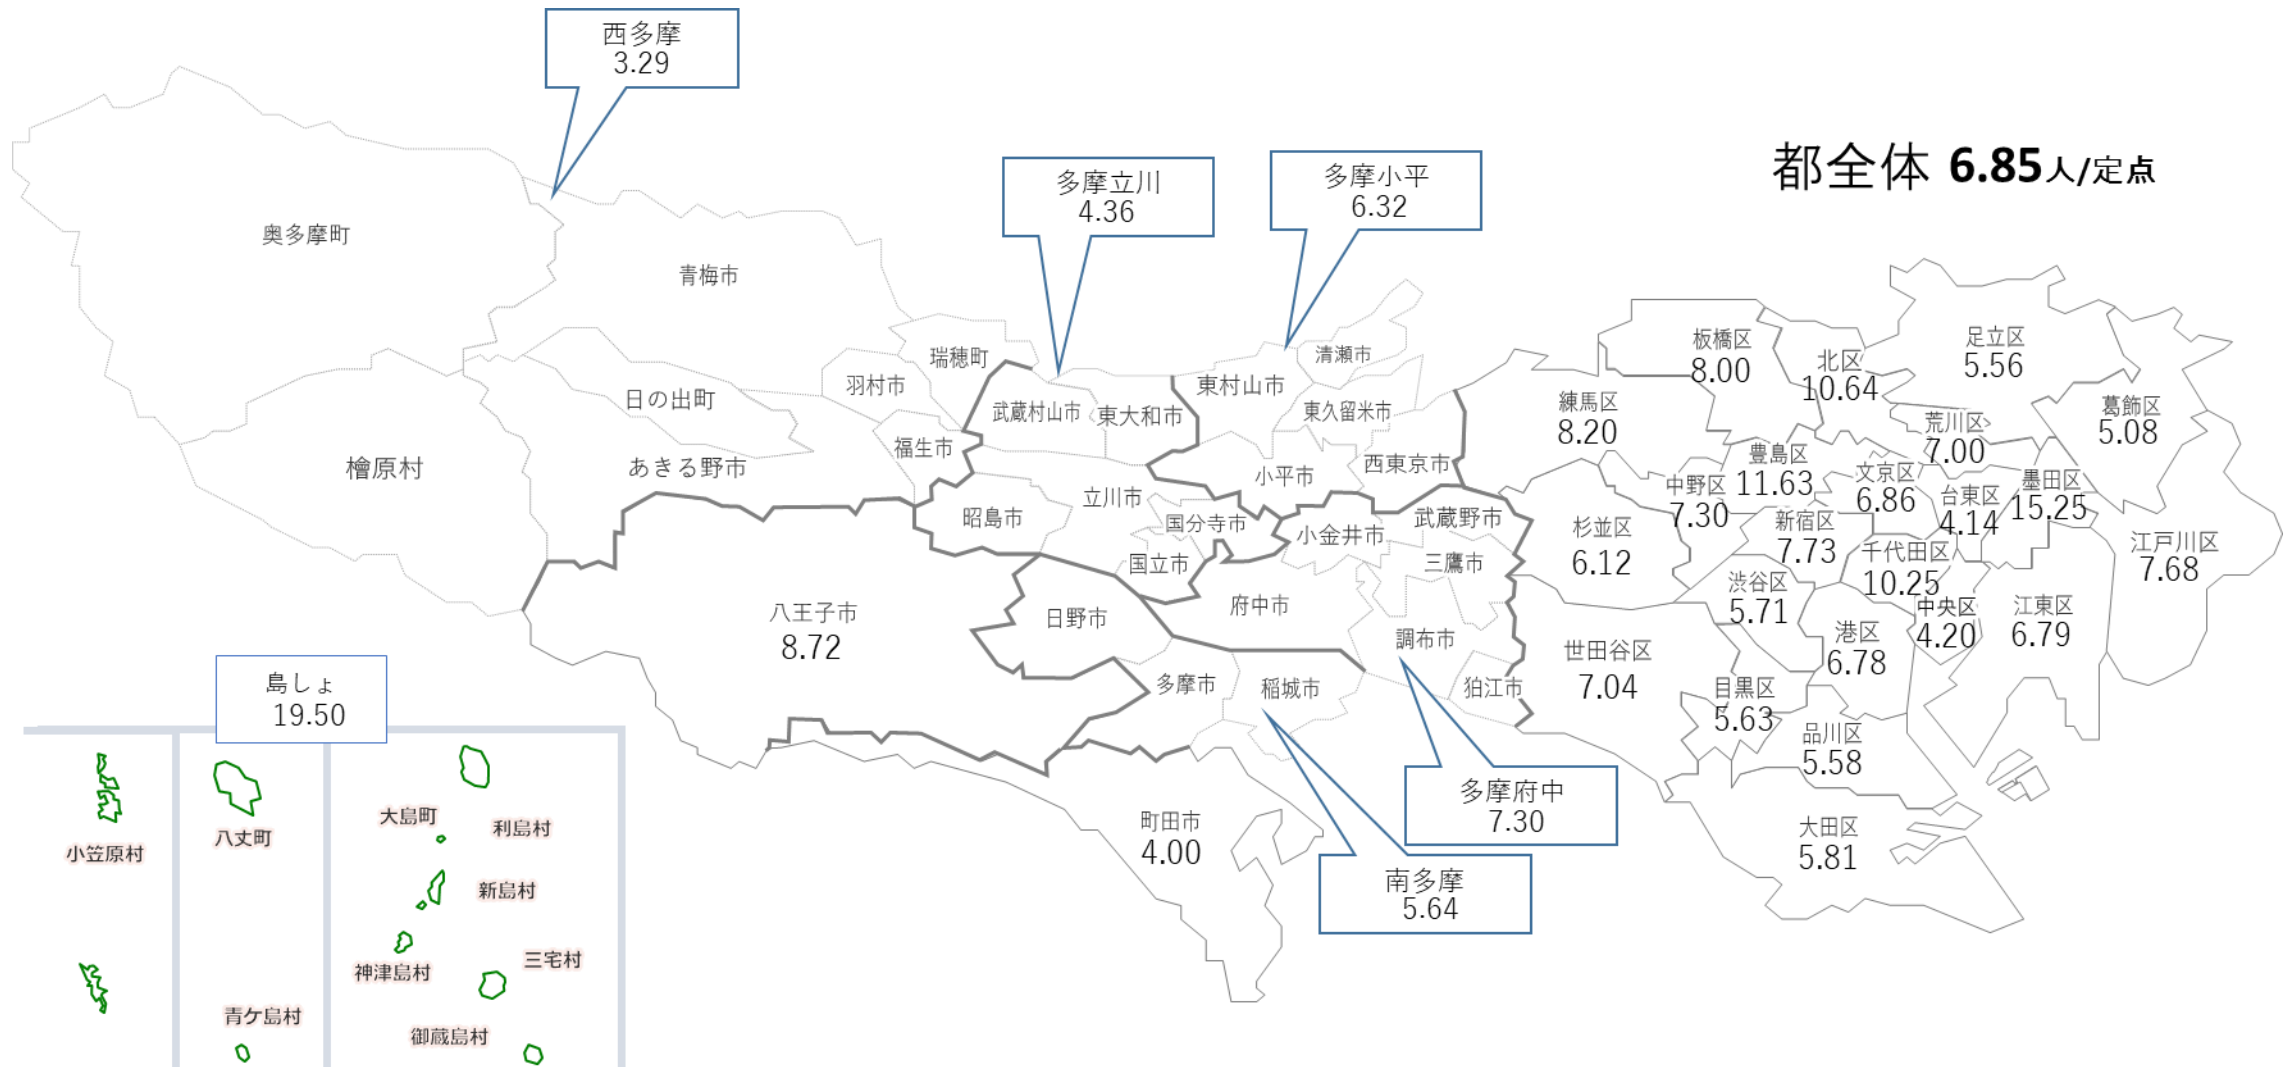 西多摩
3.29
多摩立川
4.36
多摩小平
6.32
都全体 6.85人/定点
奥多摩町
青梅市
瑞穂町
羽村市
日の出町
福生市
あきる野市
檜原村
武蔵村山市
東大和市
東村山市
清瀬市
東久留米市
小平市
西東京市
立川市
昭島市
国分寺市
国立市
小金井市
武蔵野市
三鷹市
府中市
調布市
狛江市
八王子市
8.72
日野市
多摩市
稲城市
町田市
4.00
多摩府中
7.30
南多摩
5.64
板橋区
8.00
北区
10.64
足立区
5.56
葛飾区
5.08
練馬区
8.20
荒川区
7.00
豊島区
11.63
文京区
6.86
台東区
4.14
墨田区
15.25
中野区
7.30
杉並区
6.12
新宿区
7.73
千代田区
10.25
江戸川区
7.68
渋谷区
5.71
中央区
4.20
江東区
6.79
港区
6.78
世田谷区
7.04
目黒区
5.63
品川区
5.58
大田区
5.81
島しょ
19.50
小笠原村
八丈町
青ケ島村
大島町
利島村
新島村
神津島村
三宅村
御蔵島村